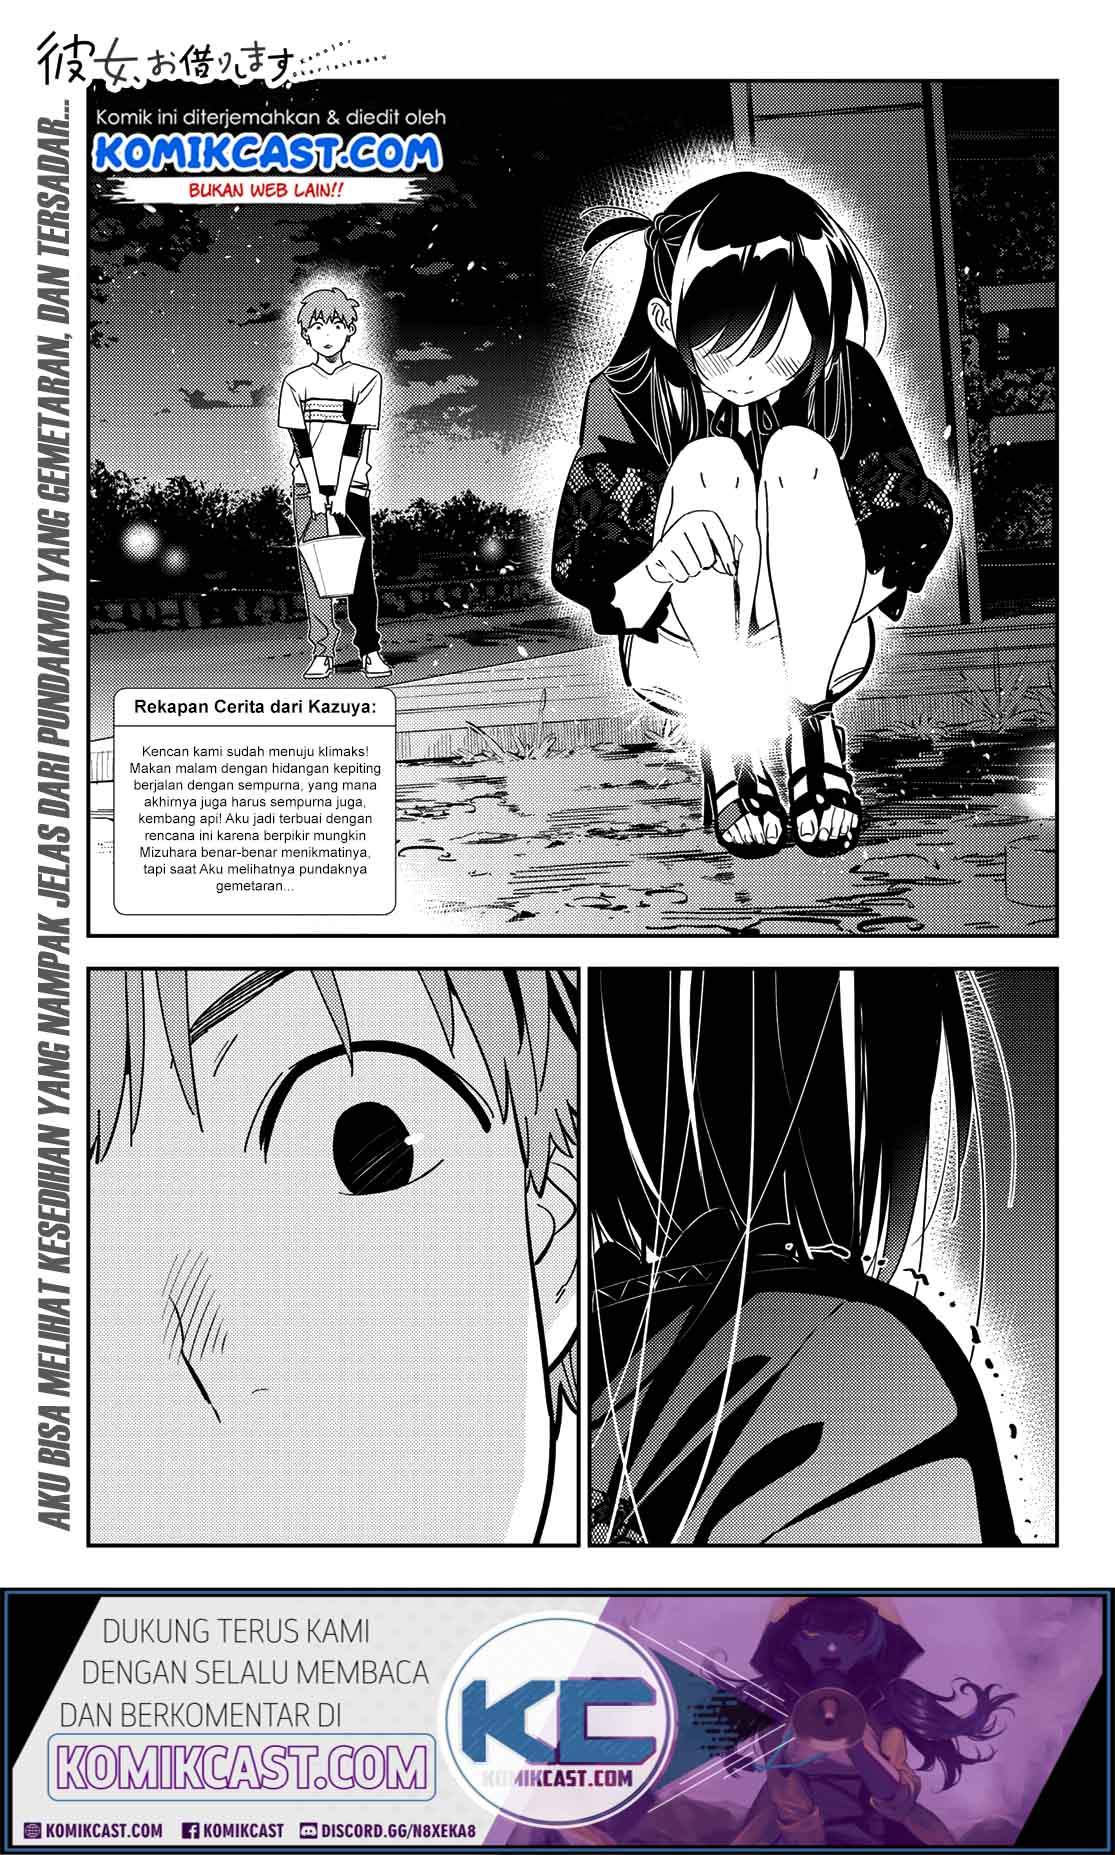 彼女、お借りします
Komik ini diterjemahkan & diedit oleh
KOMIKCAST.COM
BUKAN WEB LAIN!!
AKU BISA MELIHAT KESEDIHAN YANG NAMPAK JELAS DARI PUNDAKMU YANG GEMETARAN, DAN TERSADAR...
Rekapan Cerita dari Kazuya:
Kencan kami sudah menuju klimaks!
Makan malam dengan hidangan kepiting
berjalan dengan sempurna, yang mana
akhirnya juga harus sempurna juga,
kembang api! Aku jadi terbuai dengan
rencana ini karena berpikir mungkin
Mizuhara benar-benar menikmatinya,
tapi saat Aku melihatnya pundaknya
gemetaran...
DUKUNG TERUS KAMI
DENGAN SELALU MEMBACA
DAN BERKOMENTAR DI
KOMIKCAST.COM
KC
KOMIKCAST.COM
KOMIKCAST.COM KOMIKCAST DISCORD.GG/N8XEKA8